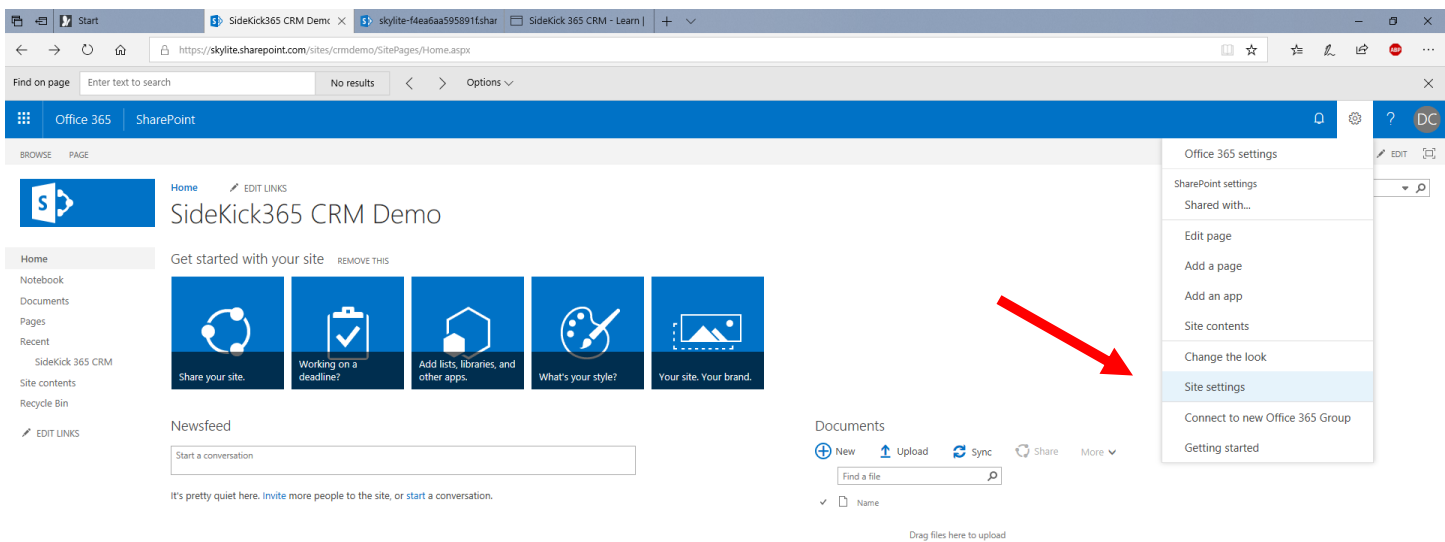 Start
SideKick365 CRM Demc
skylite-f4ea6aa595891f.shar
SideKick 365 CRM - Learn |
https://skylite.sharepoint.com/sites/crmdemo/SitePages/Home.aspx
ABP
Find on page
Enter text to search
No results
Options
Office 365
SharePoint
?
DC
BROWSE
PAGE
EDIT
S
Home
EDIT LINKS
SideKick365 CRM Demo
Home
Notebook
Documents
Pages
Recent
SideKick 365 CRM
Site contents
Recycle Bin
EDIT LINKS
Get started with your site
REMOVE THIS
Share your site.
Working on a
deadline?
Add lists, libraries, and
other apps.
What's your style?
Your site. Your brand.
Newsfeed
Start a conversation
It's pretty quiet here. Invite more people to the site, or start a conversation.
Documents
New
Upload
Sync
Share
More
Find a file
Name
Drag files here to upload
Office 365 settings
SharePoint settings
Shared with...
Edit page
Add a page
Add an app
Site contents
Change the look
Site settings
Connect to new Office 365 Group
Getting started